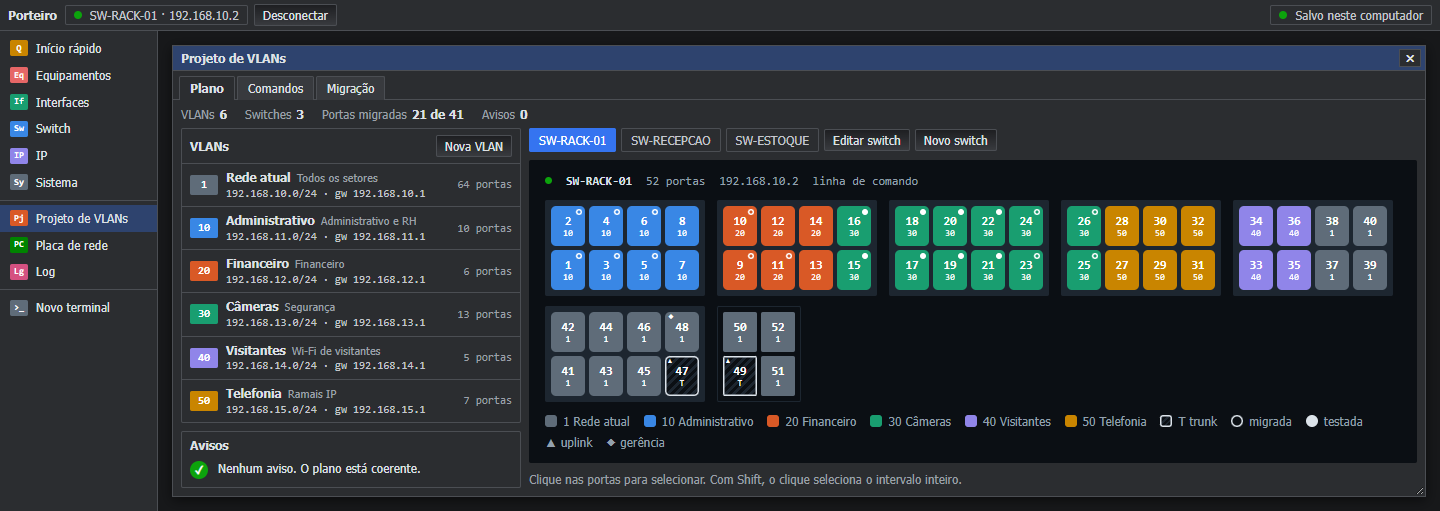 Porteiro SW-RACK-01 · 192.168.10.2 Desconectar Salvo neste computador
Q Início rápido
Eq Equipamentos
If Interfaces
Sw Switch
IP IP
Sy Sistema
Pj Projeto de VLANs
PC Placa de rede
Lg Log
>_ Novo terminal
Projeto de VLANs
Plano Comandos Migração
VLANs 6 Switches 3 Portas migradas 21 de 41 Avisos 0
VLANs Nova VLAN
1 Rede atual Todos os setores 64 portas
192.168.10.0/24 · gw 192.168.10.1
10 Administrativo Administrativo e RH 10 portas
192.168.11.0/24 · gw 192.168.11.1
20 Financeiro Financeiro 6 portas
192.168.12.0/24 · gw 192.168.12.1
30 Câmeras Segurança 13 portas
192.168.13.0/24 · gw 192.168.13.1
40 Visitantes Wi-Fi de visitantes 5 portas
192.168.14.0/24 · gw 192.168.14.1
50 Telefonia Ramais IP 7 portas
192.168.15.0/24 · gw 192.168.15.1
Avisos
Nenhum aviso. O plano está coerente.
SW-RACK-01 SW-RECEPCAO SW-ESTOQUE Editar switch Novo switch
SW-RACK-01 52 portas 192.168.10.2 linha de comando
2 4 6 8 10 12 14 16 18 20 22 24 26 28 30 32 34 36 38 40
10 10 10 10 20 20 20 30 30 30 30 30 30 50 50 50 40 40 1 1
1 3 5 7 9 11 13 15 17 19 21 23 25 27 29 31 33 35 37 39
10 10 10 10 20 20 20 30 30 30 30 30 30 50 50 50 40 40 1 1
42 44 46 48 50 52
1 1 1 1 1 1
41 43 45 47 49 51
1 1 1 T T 1
1 Rede atual 10 Administrativo 20 Financeiro 30 Câmeras 40 Visitantes 50 Telefonia T trunk migrada testada
uplink gerência
Clique nas portas para selecionar. Com Shift, o clique seleciona o intervalo inteiro.